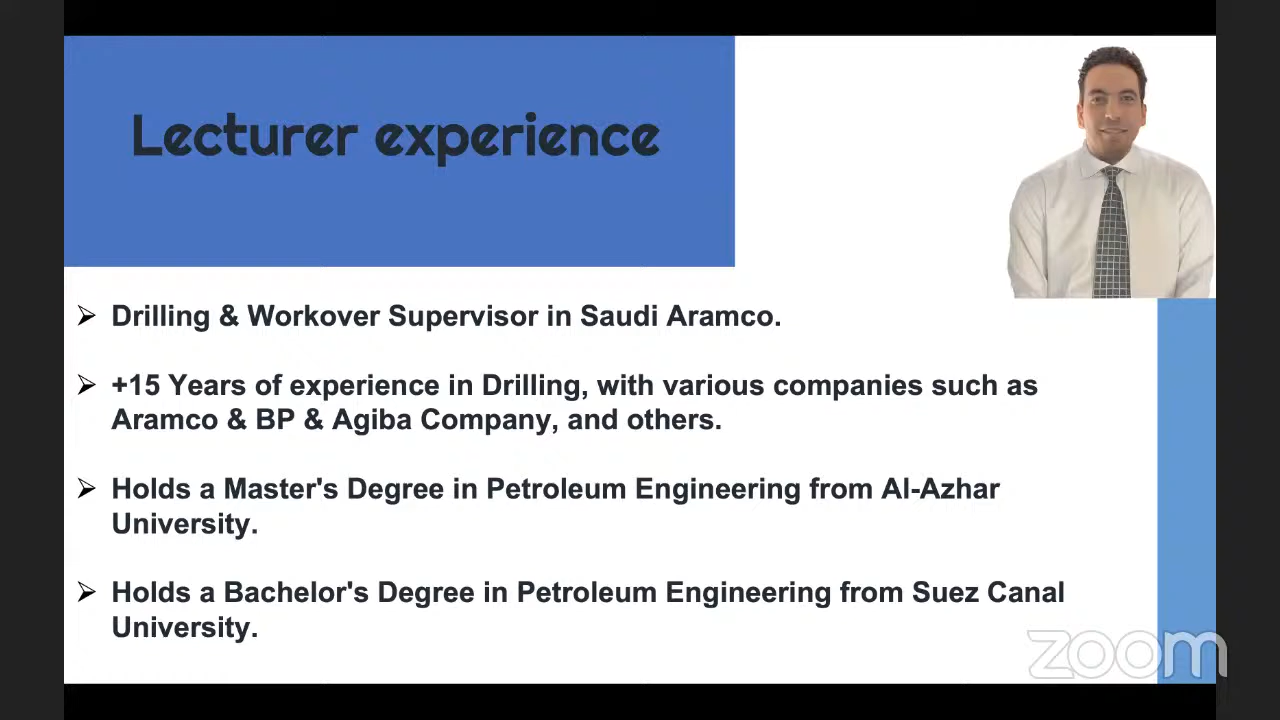 Lecturer experience
➢ Drilling & Workover Supervisor in Saudi Aramco.
➢ +15 Years of experience in Drilling, with various companies such as
Aramco & BP & Agiba Company, and others.
➢ Holds a Master's Degree in Petroleum Engineering from Al-Azhar
University.
➢ Holds a Bachelor's Degree in Petroleum Engineering from Suez Canal
University.
zoom